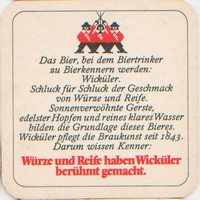 Das Bier, bei dem Biertrinker
zu Bierkennern werden:
Wicküler.
Schluck für Schluck der Geschmack
von Würze und Reife.
Sonnenverwöhnte Gerste,
edelster Hopfen und reines klares Wasser
bilden die Grundlage dieses Bieres.
Wicküler pflegt die Braukunst seit 1845.
Darum wissen Kenner:
Würze und Reife haben Wicküler
berühmt gemacht.